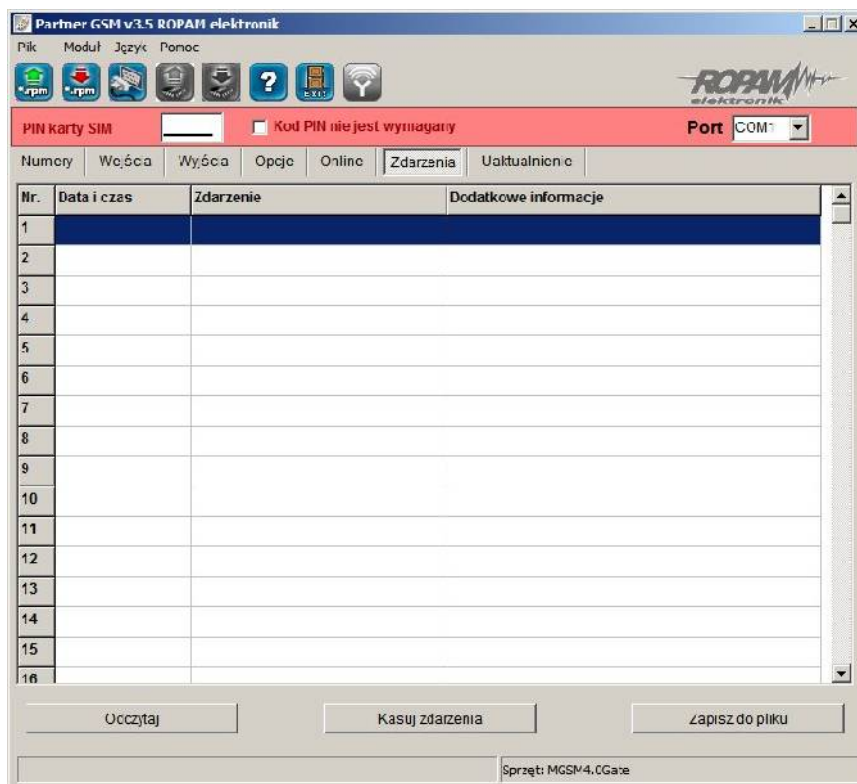 Partner GSM v3.5 ROPAM elektronik
Plik Moduł Język Pomoc
*.rpm *.rpm ? EXIT ROPAM elektronik
PIN karty SIM Kod PIN nie jest wymagany Port COM1
Numery Wejścia Wyjścia Opcje Online Zdarzenia Uaktualnienie
Nr. Data i czas Zdarzenie Dodatkowe informacje
1
2
3
4
5
6
7
8
9
10
11
12
13
14
15
16
Odczytaj Kasuj zdarzenia Zapisz do pliku
Sprzęt: MGSM4.0Gate